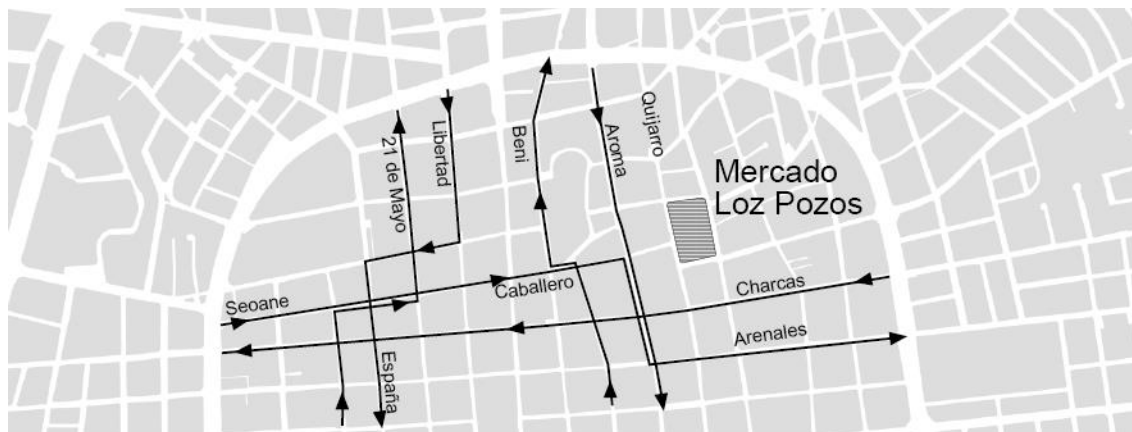 Quijarro
Libertad
Beni
Aroma
21 de Mayo
Mercado
Loz Pozos
Caballero
Charcas
Seoane
Arenales
España